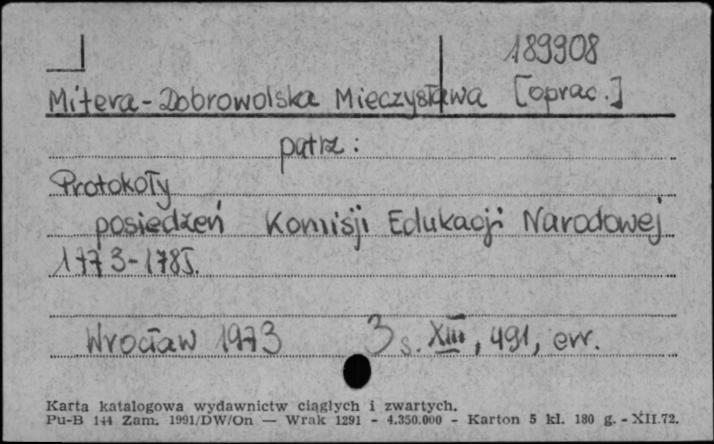 189908
Mitera-Dobrowolska Mieczysława [oprac.]
patrz:
Protokoły
posiedzeń Komisji Edukacji Narodowej
1773-1785.
Wrocław 1973 3 s. XIII, 491, err.
Karta katalogowa wydawnictw ciągłych i zwartych.
Pu-B 144 Zam. 1991/DW/On — Wrak 1291 - 4.350.000 - Karton 5 kl. 180 g. - XII.72.